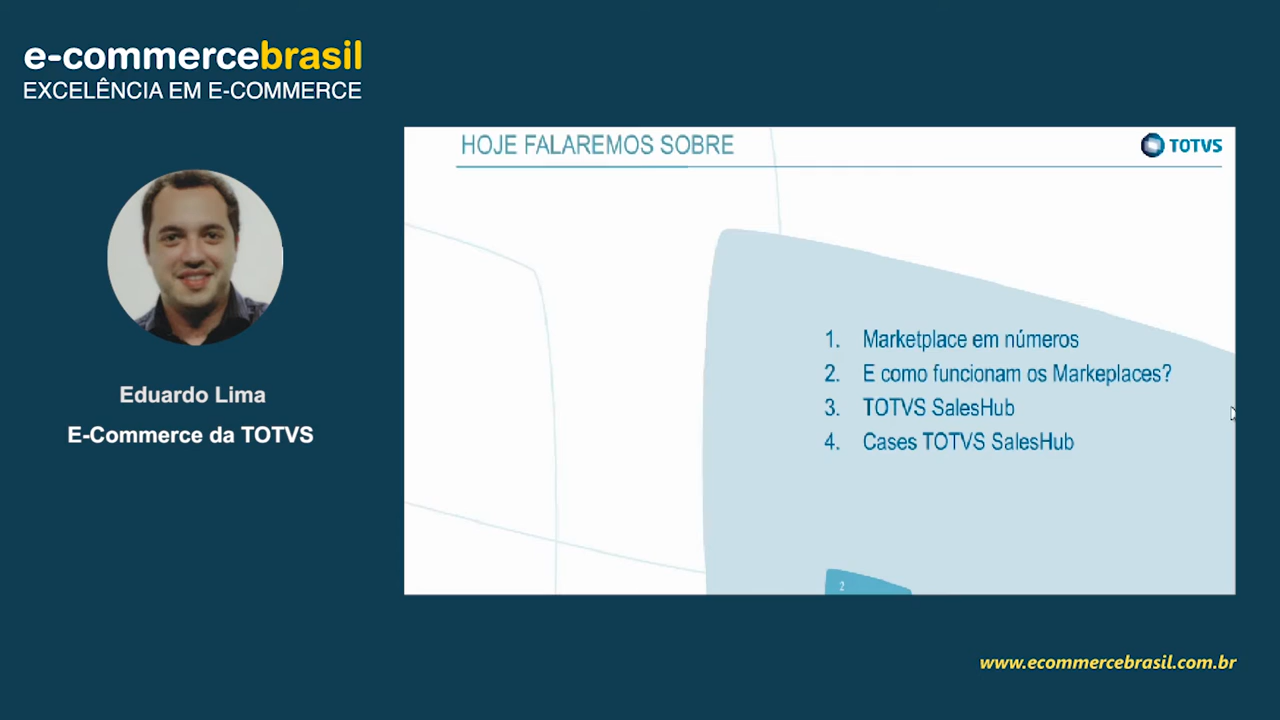 e-commercebrasil
EXCELÊNCIA EM E-COMMERCE
HOJE FALAREMOS SOBRE
TOTVS
1. Marketplace em números
2. E como funcionam os Markeplaces?
3. TOTVS SalesHub
4. Cases TOTVS SalesHub
2
Eduardo Lima
E-Commerce da TOTVS
www.ecommercebrasil.com.br